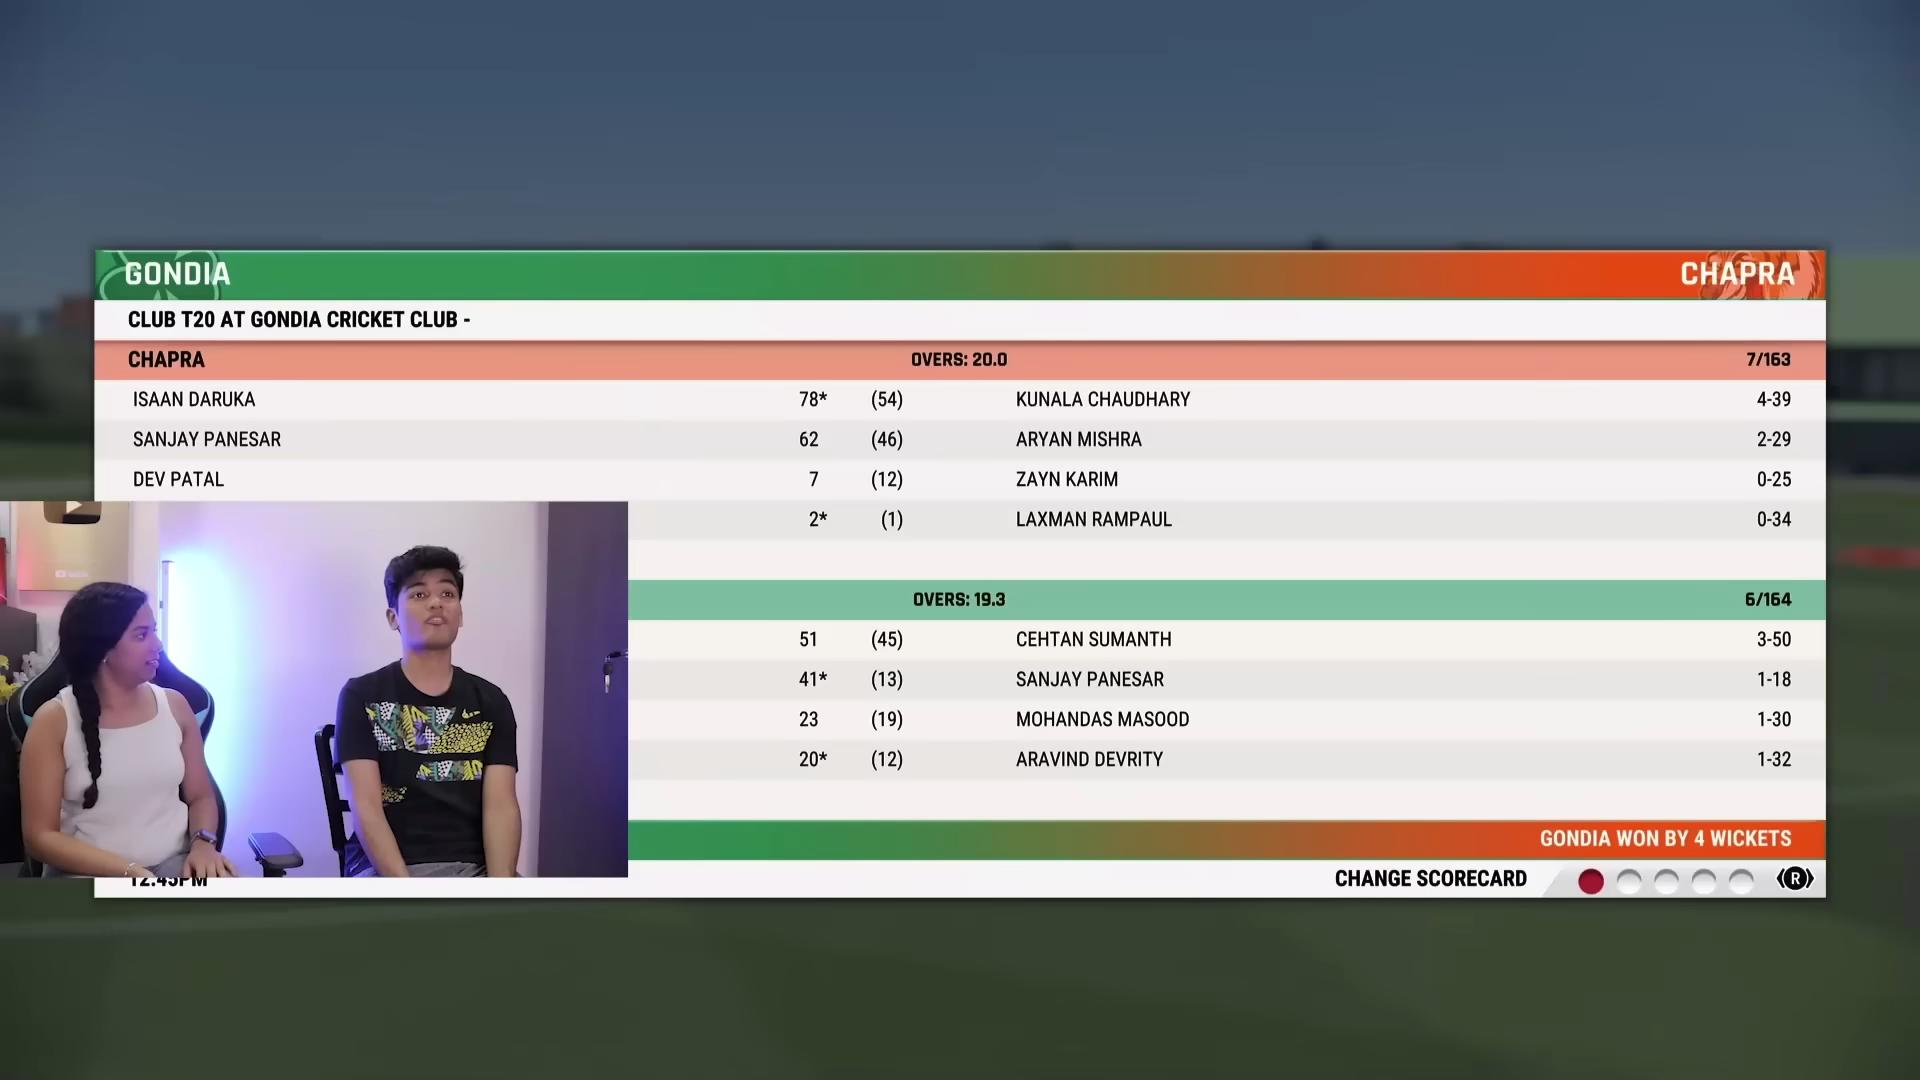 GONDIA CHAPRA
CLUB T20 AT GONDIA CRICKET CLUB -
CHAPRA OVERS: 20.0 7/163
ISAAN DARUKA 78* (54) KUNALA CHAUDHARY 4-39
SANJAY PANESAR 62 (46) ARYAN MISHRA 2-29
DEV PATAL 7 (12) ZAYN KARIM 0-25
2* (1) LAXMAN RAMPAUL 0-34
OVERS: 19.3 6/164
51 (45) CEHTAN SUMANTH 3-50
41* (13) SANJAY PANESAR 1-18
23 (19) MOHANDAS MASOOD 1-30
20* (12) ARAVIND DEVRITY 1-32
GONDIA WON BY 4 WICKETS
12:45PM CHANGE SCORECARD R